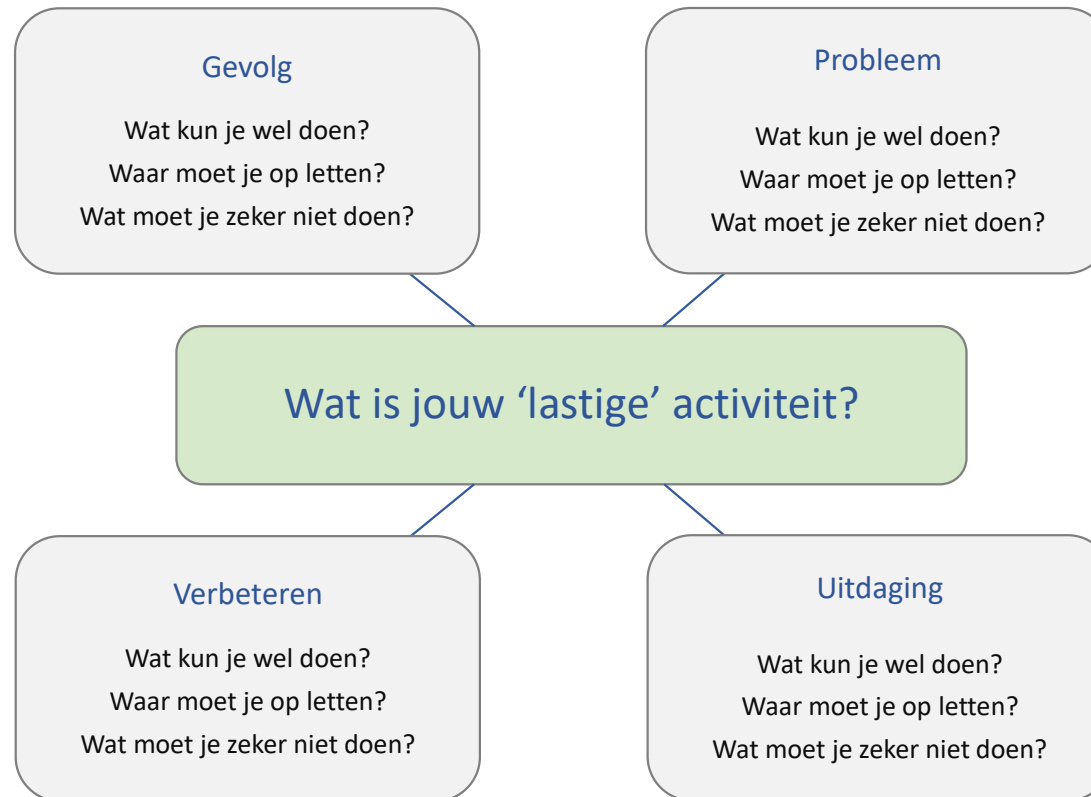 Gevolg
Wat kun je wel doen?
Waar moet je op letten?
Wat moet je zeker niet doen?
Probleem
Wat kun je wel doen?
Waar moet je op letten?
Wat moet je zeker niet doen?
Wat is jouw ‘lastige’ activiteit?
Verbeteren
Wat kun je wel doen?
Waar moet je op letten?
Wat moet je zeker niet doen?
Uitdaging
Wat kun je wel doen?
Waar moet je op letten?
Wat moet je zeker niet doen?